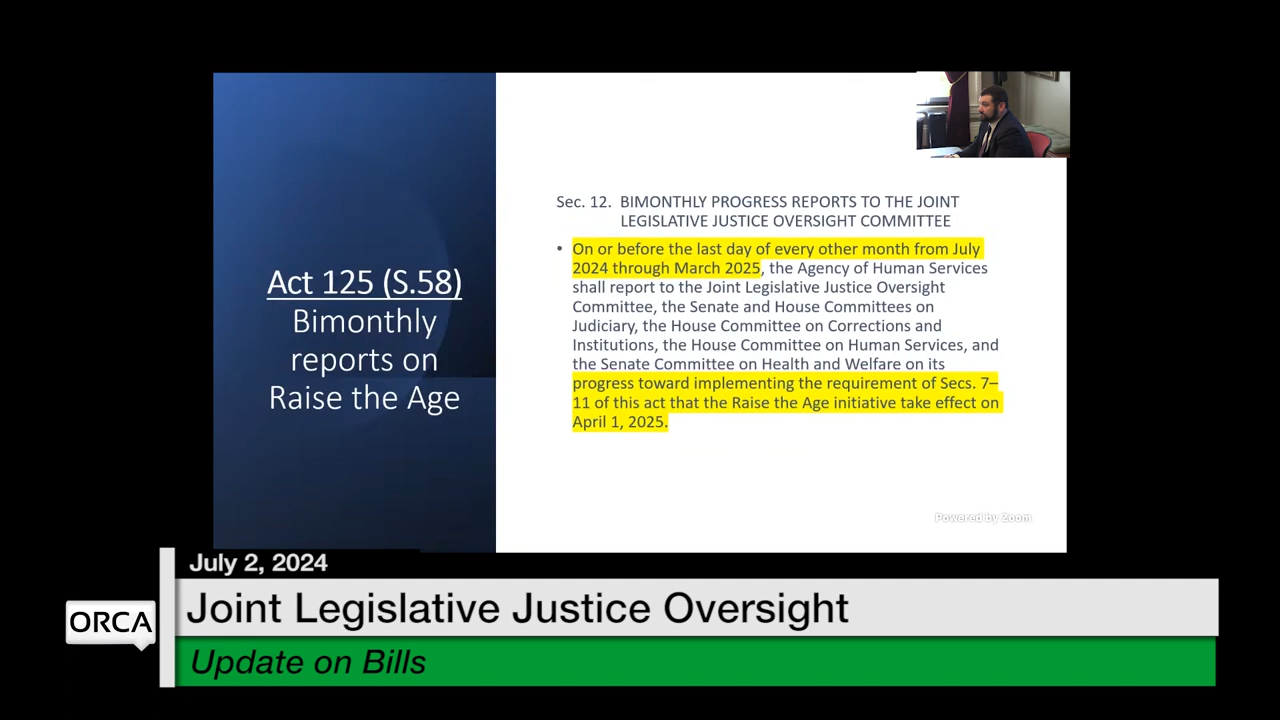 Act 125 (S.58)
Bimonthly
reports on
Raise the Age
Sec. 12. BIMONTHLY PROGRESS REPORTS TO THE JOINT
LEGISLATIVE JUSTICE OVERSIGHT COMMITTEE
• On or before the last day of every other month from July
2024 through March 2025, the Agency of Human Services
shall report to the Joint Legislative Justice Oversight
Committee, the Senate and House Committees on
Judiciary, the House Committee on Corrections and
Institutions, the House Committee on Human Services, and
the Senate Committee on Health and Welfare on its
progress toward implementing the requirement of Secs. 7–
11 of this act that the Raise the Age initiative take effect on
April 1, 2025.
Powered by Zoom
July 2, 2024
ORCA
Joint Legislative Justice Oversight
Update on Bills